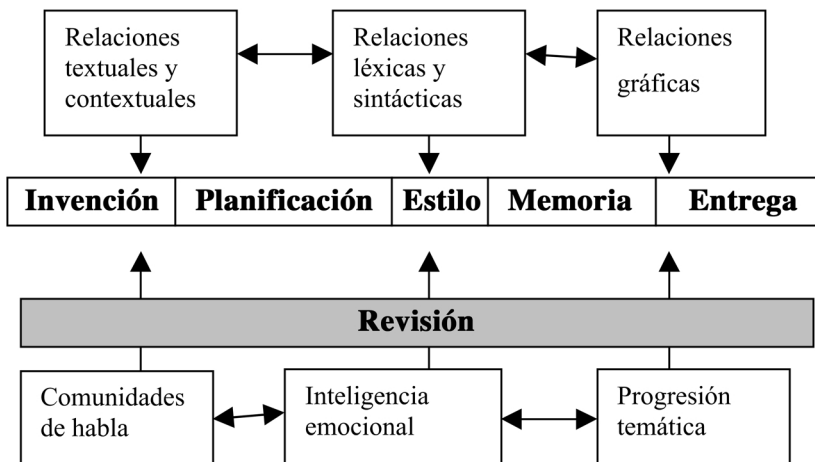 Relaciones
textuales y
contextuales
Relaciones
léxicas y
sintácticas
Relaciones
gráficas
Invención Planificación Estilo Memoria Entrega
Revisión
Comunidades
de habla
Inteligencia
emocional
Progresión
temática